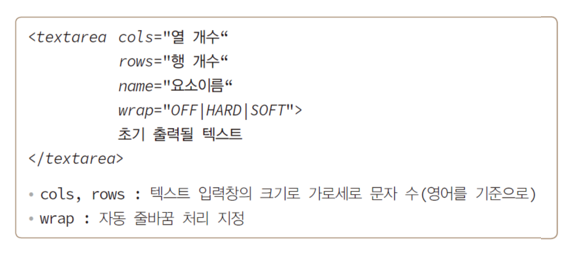 <textarea cols="열 개수“
rows="행 개수“
name="요소이름“
wrap="OFF|HARD|SOFT">
초기 출력될 텍스트
</textarea>
• cols, rows : 텍스트 입력창의 크기로 가로세로 문자 수(영어를 기준으로)
• wrap : 자동 줄바꿈 처리 지정